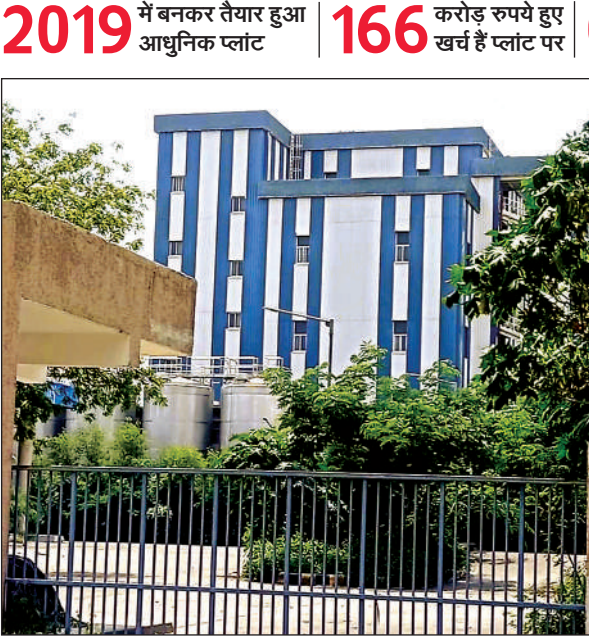 2019 में बनकर तैयार हुआ
आधुनिक प्लांट
166 करोड़ रुपये हुए
खर्च हैं प्लांट पर